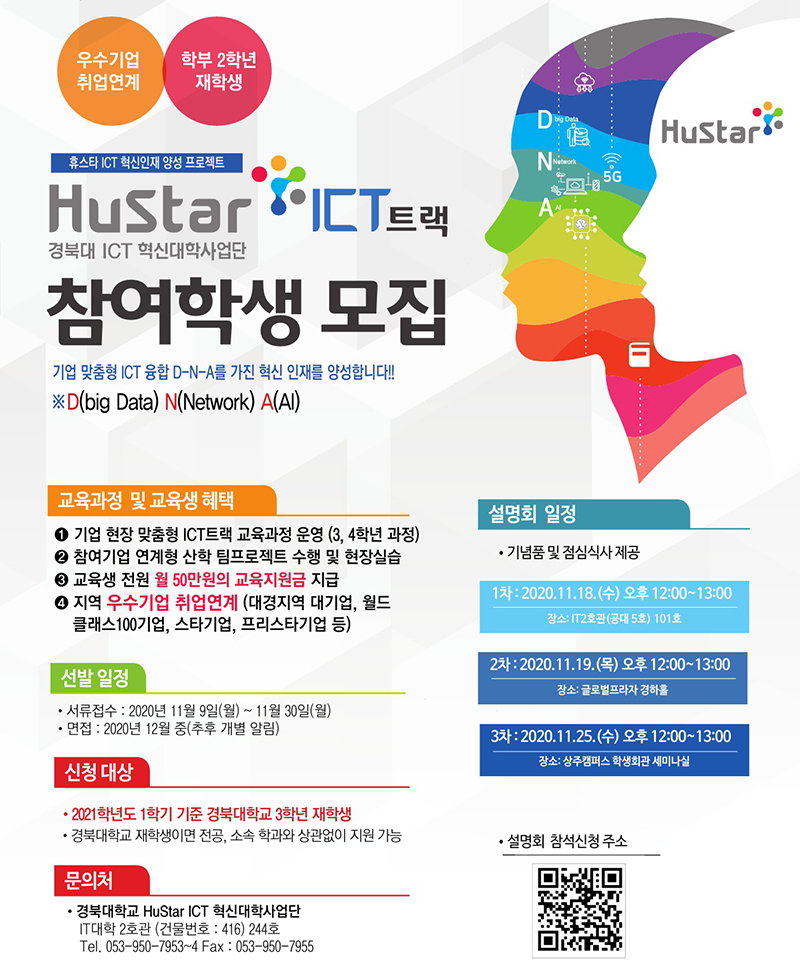 우수기업
취업연계
학부 2학년
재학생
휴스타 ICT 혁신인재 양성 프로젝트
HuStar ICT트랙
경북대 ICT 혁신대학사업단
참여학생 모집
기업 맞춤형 ICT 융합 D-N-A를 가진 혁신 인재를 양성합니다!!
※D(big Data) N(Network) A(AI)
D big Data
N Network
5G
A AI
HuStar
교육과정 및 교육생 혜택
❶ 기업 현장 맞춤형 ICT트랙 교육과정 운영 (3, 4학년 과정)
❷ 참여기업 연계형 산학 팀프로젝트 수행 및 현장실습
❸ 교육생 전원 월 50만원의 교육지원금 지급
❹ 지역 우수기업 취업연계 (대경지역 대기업, 월드
클래스100기업, 스타기업, 프리스타기업 등)
선발 일정
• 서류접수 : 2020년 11월 9일(월) ~ 11월 30일(월)
• 면접 : 2020년 12월 중(추후 개별 알림)
신청 대상
• 2021학년도 1학기 기준 경북대학교 3학년 재학생
• 경북대학교 재학생이면 전공, 소속 학과와 상관없이 지원 가능
문의처
• 경북대학교 HuStar ICT 혁신대학사업단
IT대학 2호관 (건물번호 : 416) 244호
Tel. 053-950-7953~4 Fax : 053-950-7955
설명회 일정
• 기념품 및 점심식사 제공
1차 : 2020.11.18.(수) 오후 12:00~13:00
장소: IT2호관(공대 5호) 101호
2차 : 2020.11.19.(목) 오후 12:00~13:00
장소: 글로벌프라자 경하홀
3차 : 2020.11.25.(수) 오후 12:00~13:00
장소: 상주캠퍼스 학생회관 세미나실
• 설명회 참석신청 주소